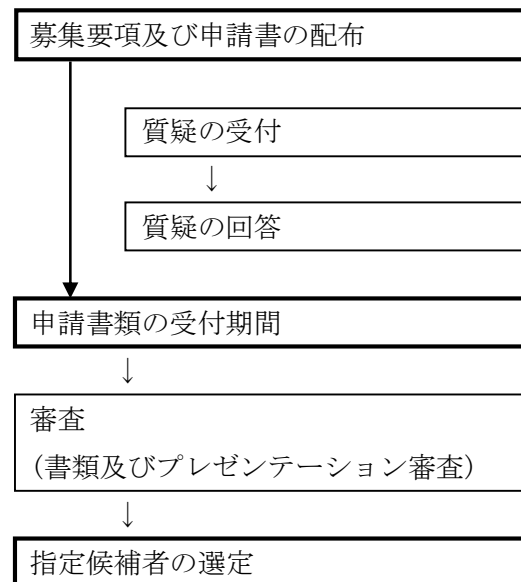 募集要項及び申請書の配布
質疑の受付
↓
質疑の回答
申請書類の受付期間
↓
審査
(書類及びプレゼンテーション審査)
↓
指定候補者の選定